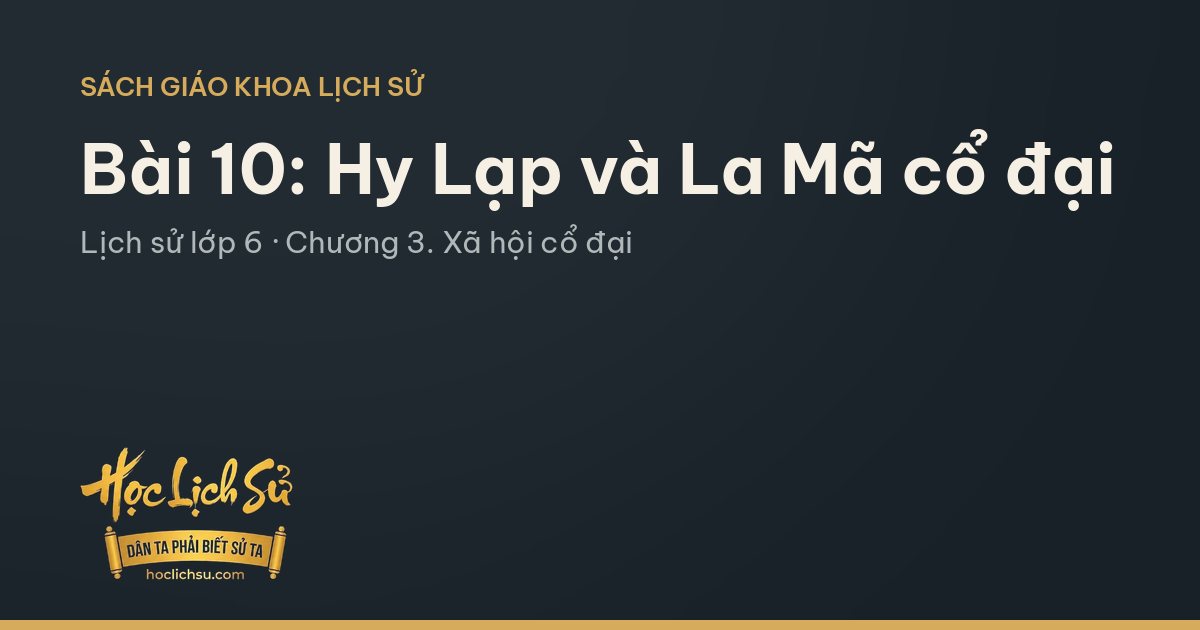 SÁCH GIÁO KHOA LỊCH SỬ
Bài 10: Hy Lạp và La Mã cổ đại
Lịch sử lớp 6 · Chương 3. Xã hội cổ đại
Học Lịch Sử
DÂN TA PHẢI BIẾT SỬ TA
hoclichsu.com